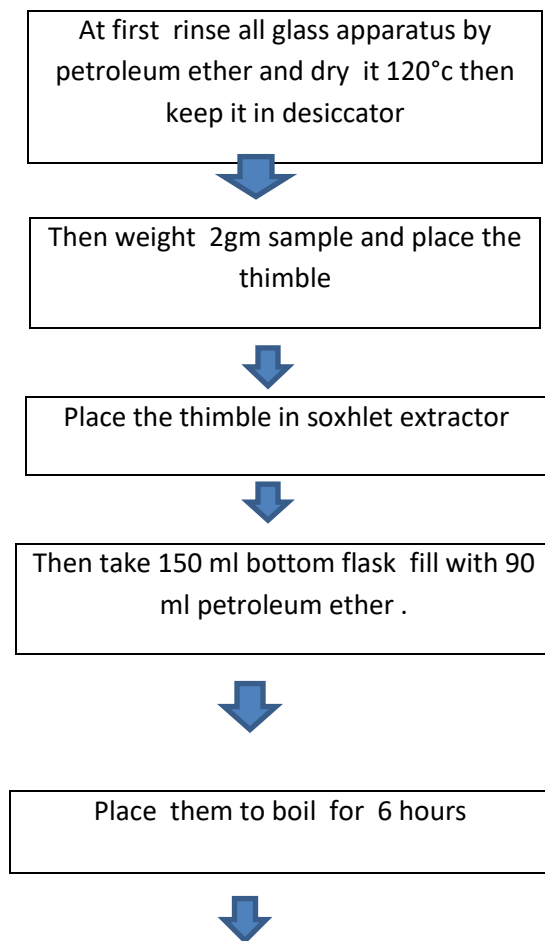 At first rinse all glass apparatus by
petroleum ether and dry it 120°c then
keep it in desiccator
Then weight 2gm sample and place the
thimble
Place the thimble in soxhlet extractor
Then take 150 ml bottom flask fill with 90
ml petroleum ether .
Place them to boil for 6 hours